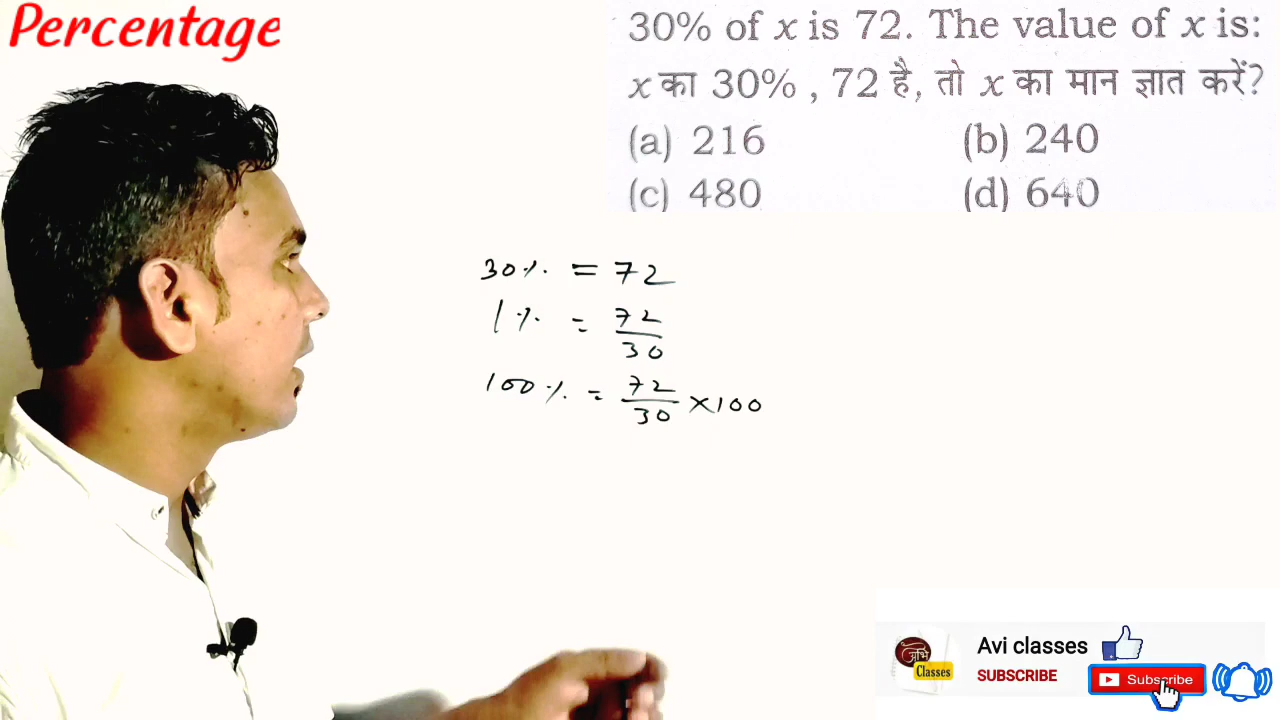 Percentage
30% of x is 72. The value of x is:
x का 30% , 72 है, तो x का मान ज्ञात करें?
(a) 216 (b) 240
(c) 480 (d) 640
30% = 72
1% = 72/30
100% = 72/30 × 100
अभि
Classes
Avi classes
SUBSCRIBE
Subscribe